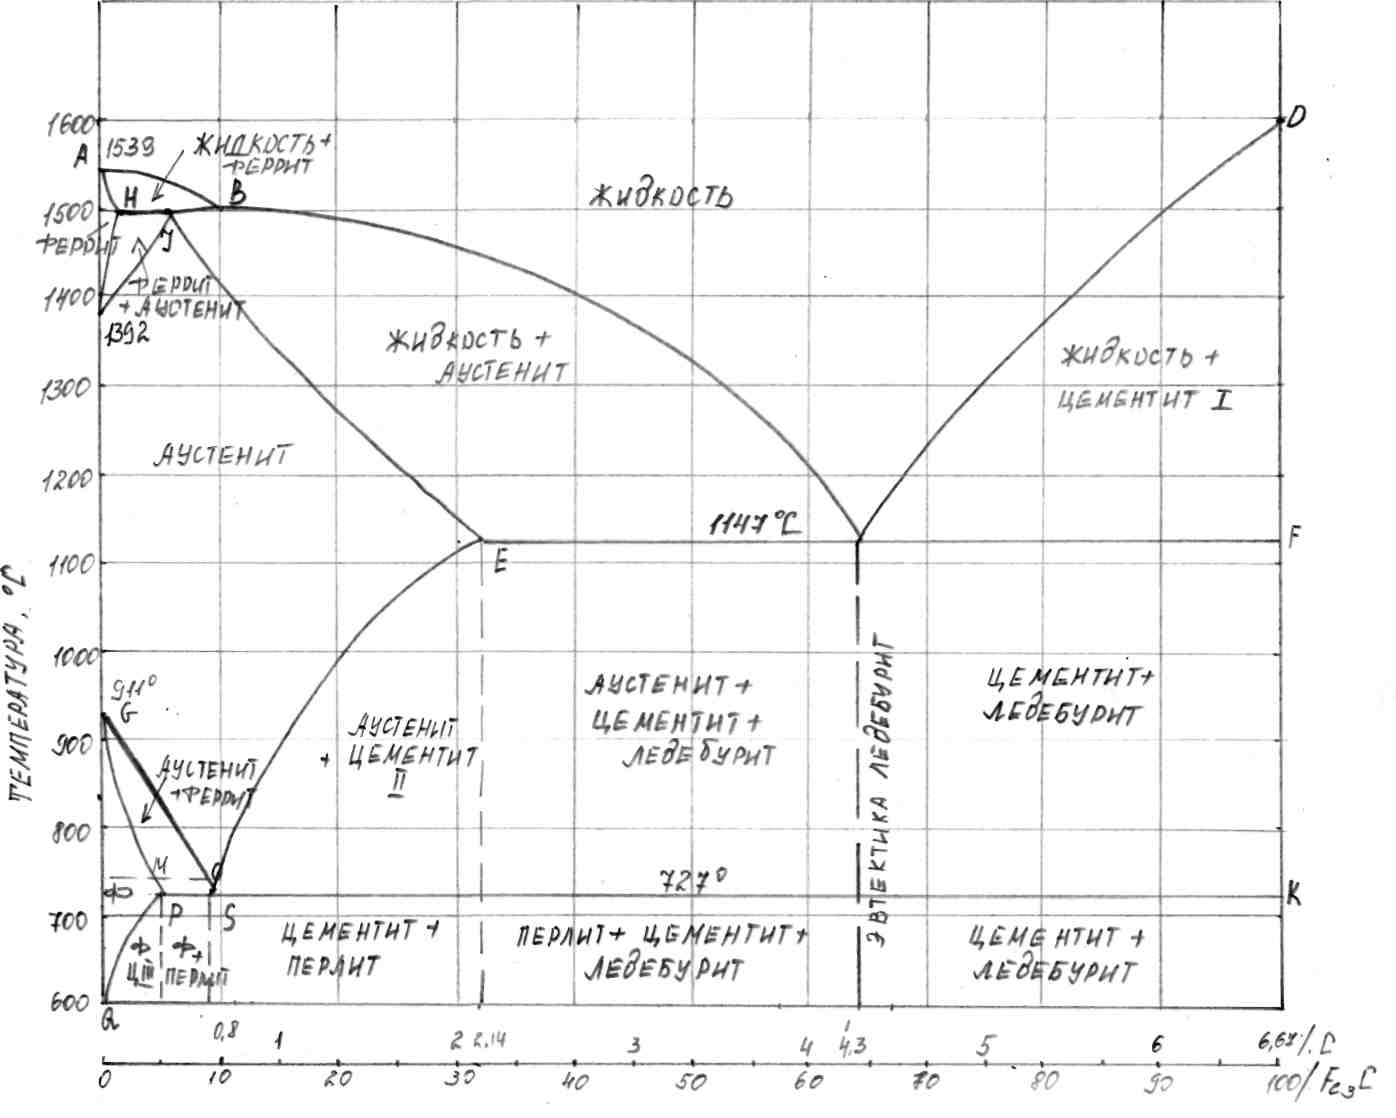 1600
D
A
1539
ЖИДКОСТЬ+
ФЕРРИТ
H
B
ЖИДКОСТЬ
1500
ФЕРРИТ
J
ФЕРРИТ
+ АУСТЕНИТ
1400
1392
ЖИДКОСТЬ +
АУСТЕНИТ
ЖИДКОСТЬ +
ЦЕМЕНТИТ I
1300
АУСТЕНИТ
1200
1147°C
F
E
1100
ТЕМПЕРАТУРА, °C
1000
ЭВТЕКТИКА ЛЕДЕБУРИТ
АУСТЕНИТ +
ЦЕМЕНТИТ +
ЛЕДЕБУРИТ
ЦЕМЕНТИТ+
ЛЕДЕБУРИТ
911°
G
900
АУСТЕНИТ
+ ЦЕМЕНТИТ
II
АУСТЕНИТ
+ФЕРРИТ
800
M
O
727°
Ф
K
P
S
700
Ф
ЦIII
Ф+
ПЕРЛИТ
ЦЕМЕНТИТ +
ПЕРЛИТ
ПЕРЛИТ+ ЦЕМЕНТИТ+
ЛЕДЕБУРИТ
ЦЕМЕНТИТ +
ЛЕДЕБУРИТ
600
Q
0,8 1 2 2,14 3 4 4,3 5 6 6,67% C
0 10 20 30 40 50 60 70 80 90 100% Fe3C